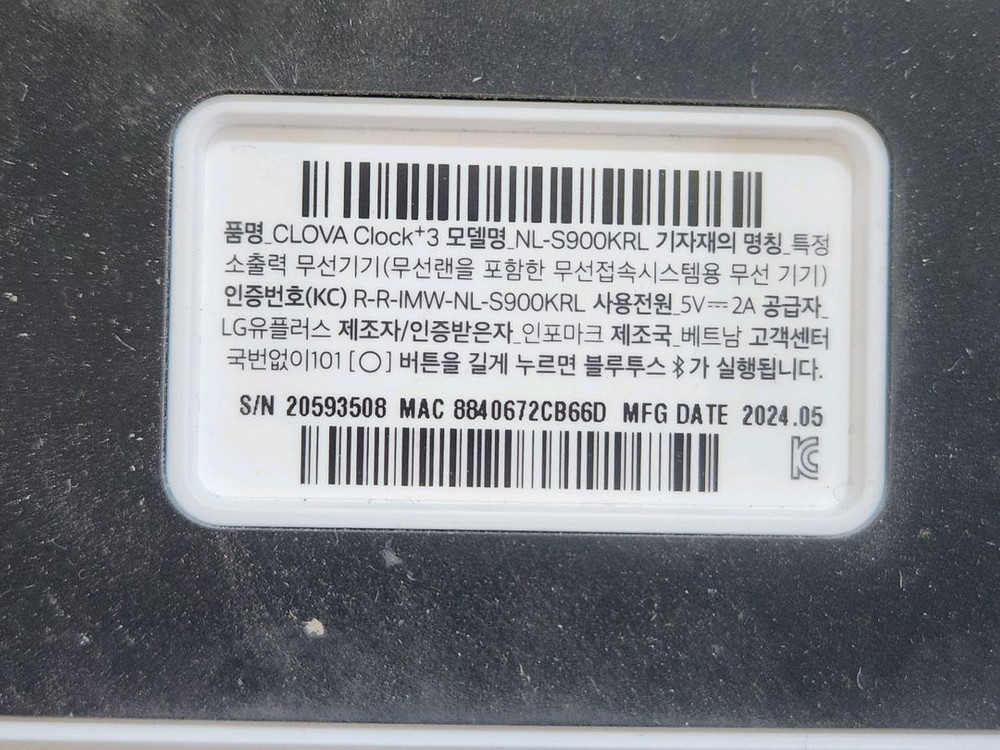 품명_CLOVA Clock+3 모델명_NL-S900KRL 기자재의 명칭_특정
소출력 무선기기(무선랜을 포함한 무선접속시스템용 무선 기기)
인증번호(KC) R-R-IMW-NL-S900KRL 사용전원_5V⎓2A 공급자_
LG유플러스 제조자/인증받은자_인포마크 제조국_베트남 고객센터
국번없이101 [○] 버튼을 길게 누르면 블루투스 가 실행됩니다.
S/N 20593508 MAC 8840672CB66D MFG DATE 2024.05
KC